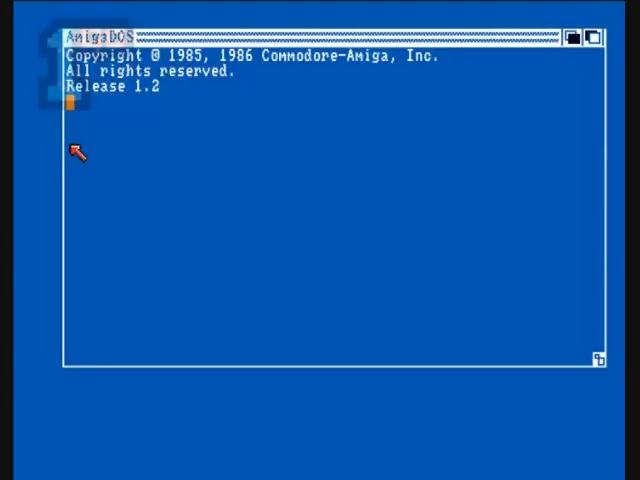 AmigaDOS
Copyright © 1985, 1986 Commodore-Amiga, Inc.
All rights reserved.
Release 1.2